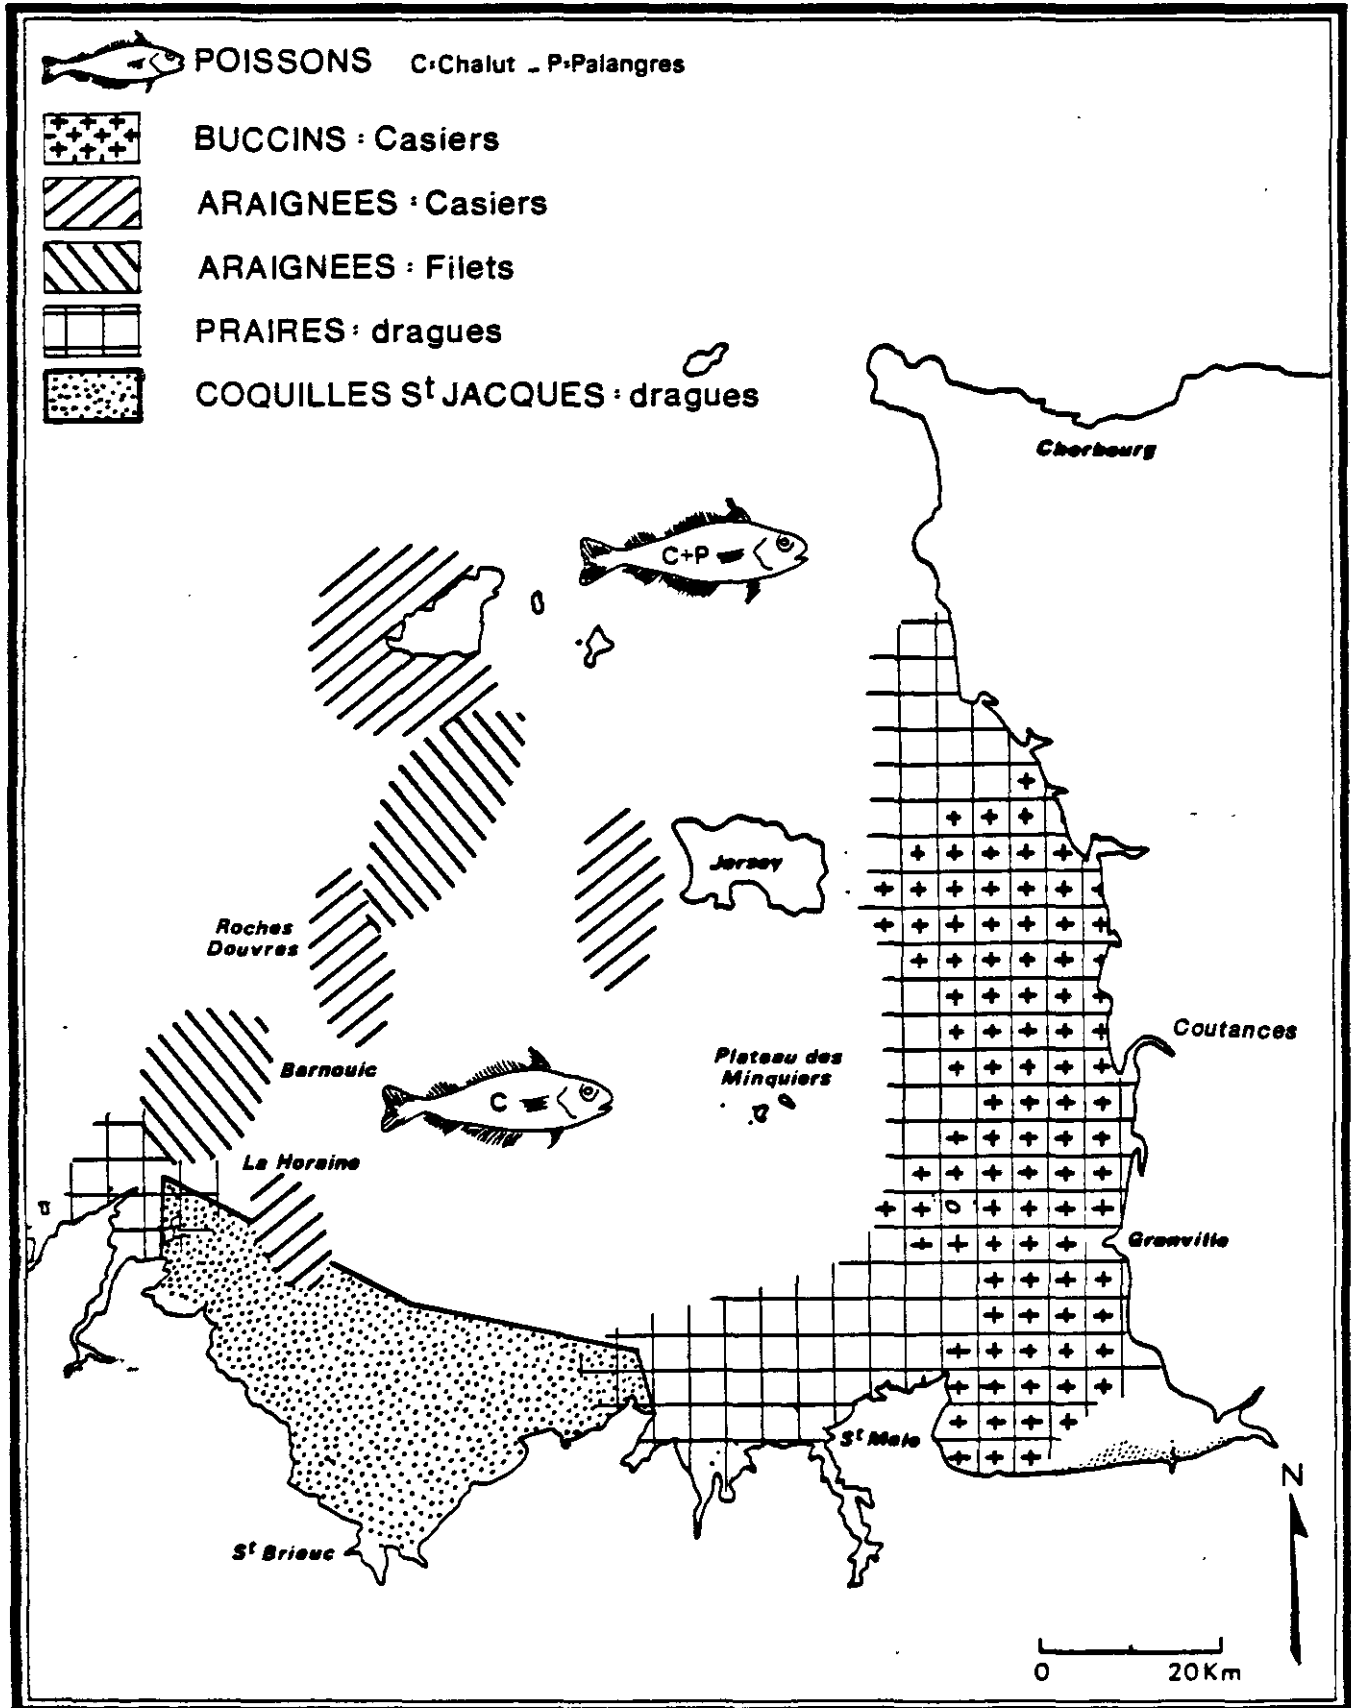 POISSONS C:Chalut - P:Palangres
BUCCINS : Casiers
ARAIGNEES : Casiers
ARAIGNEES : Filets
PRAIRES : dragues
COQUILLES St JACQUES : dragues
Cherbourg
C+P
Jersey
Roches
Douvres
Coutances
Plateau des
Minquiers
Barnouic
C
La Horaine
Granville
St Malo
St Brieuc
N
0 20Km